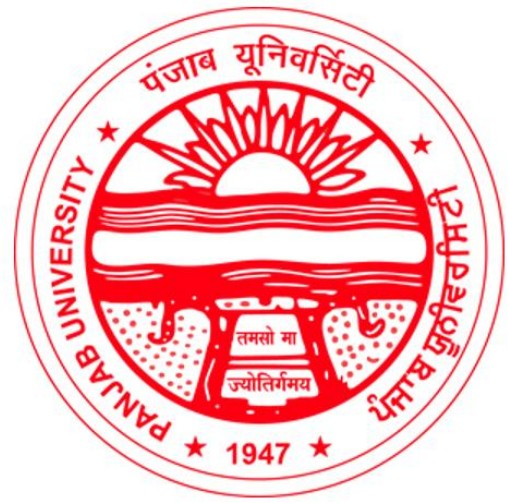 पंजाब यूनिवर्सिटी
PANJAB UNIVERSITY
ਪੰਜਾਬ ਯੂਨੀਵਰਸਿਟੀ
तमसो मा
ज्योतिर्गमय
1947